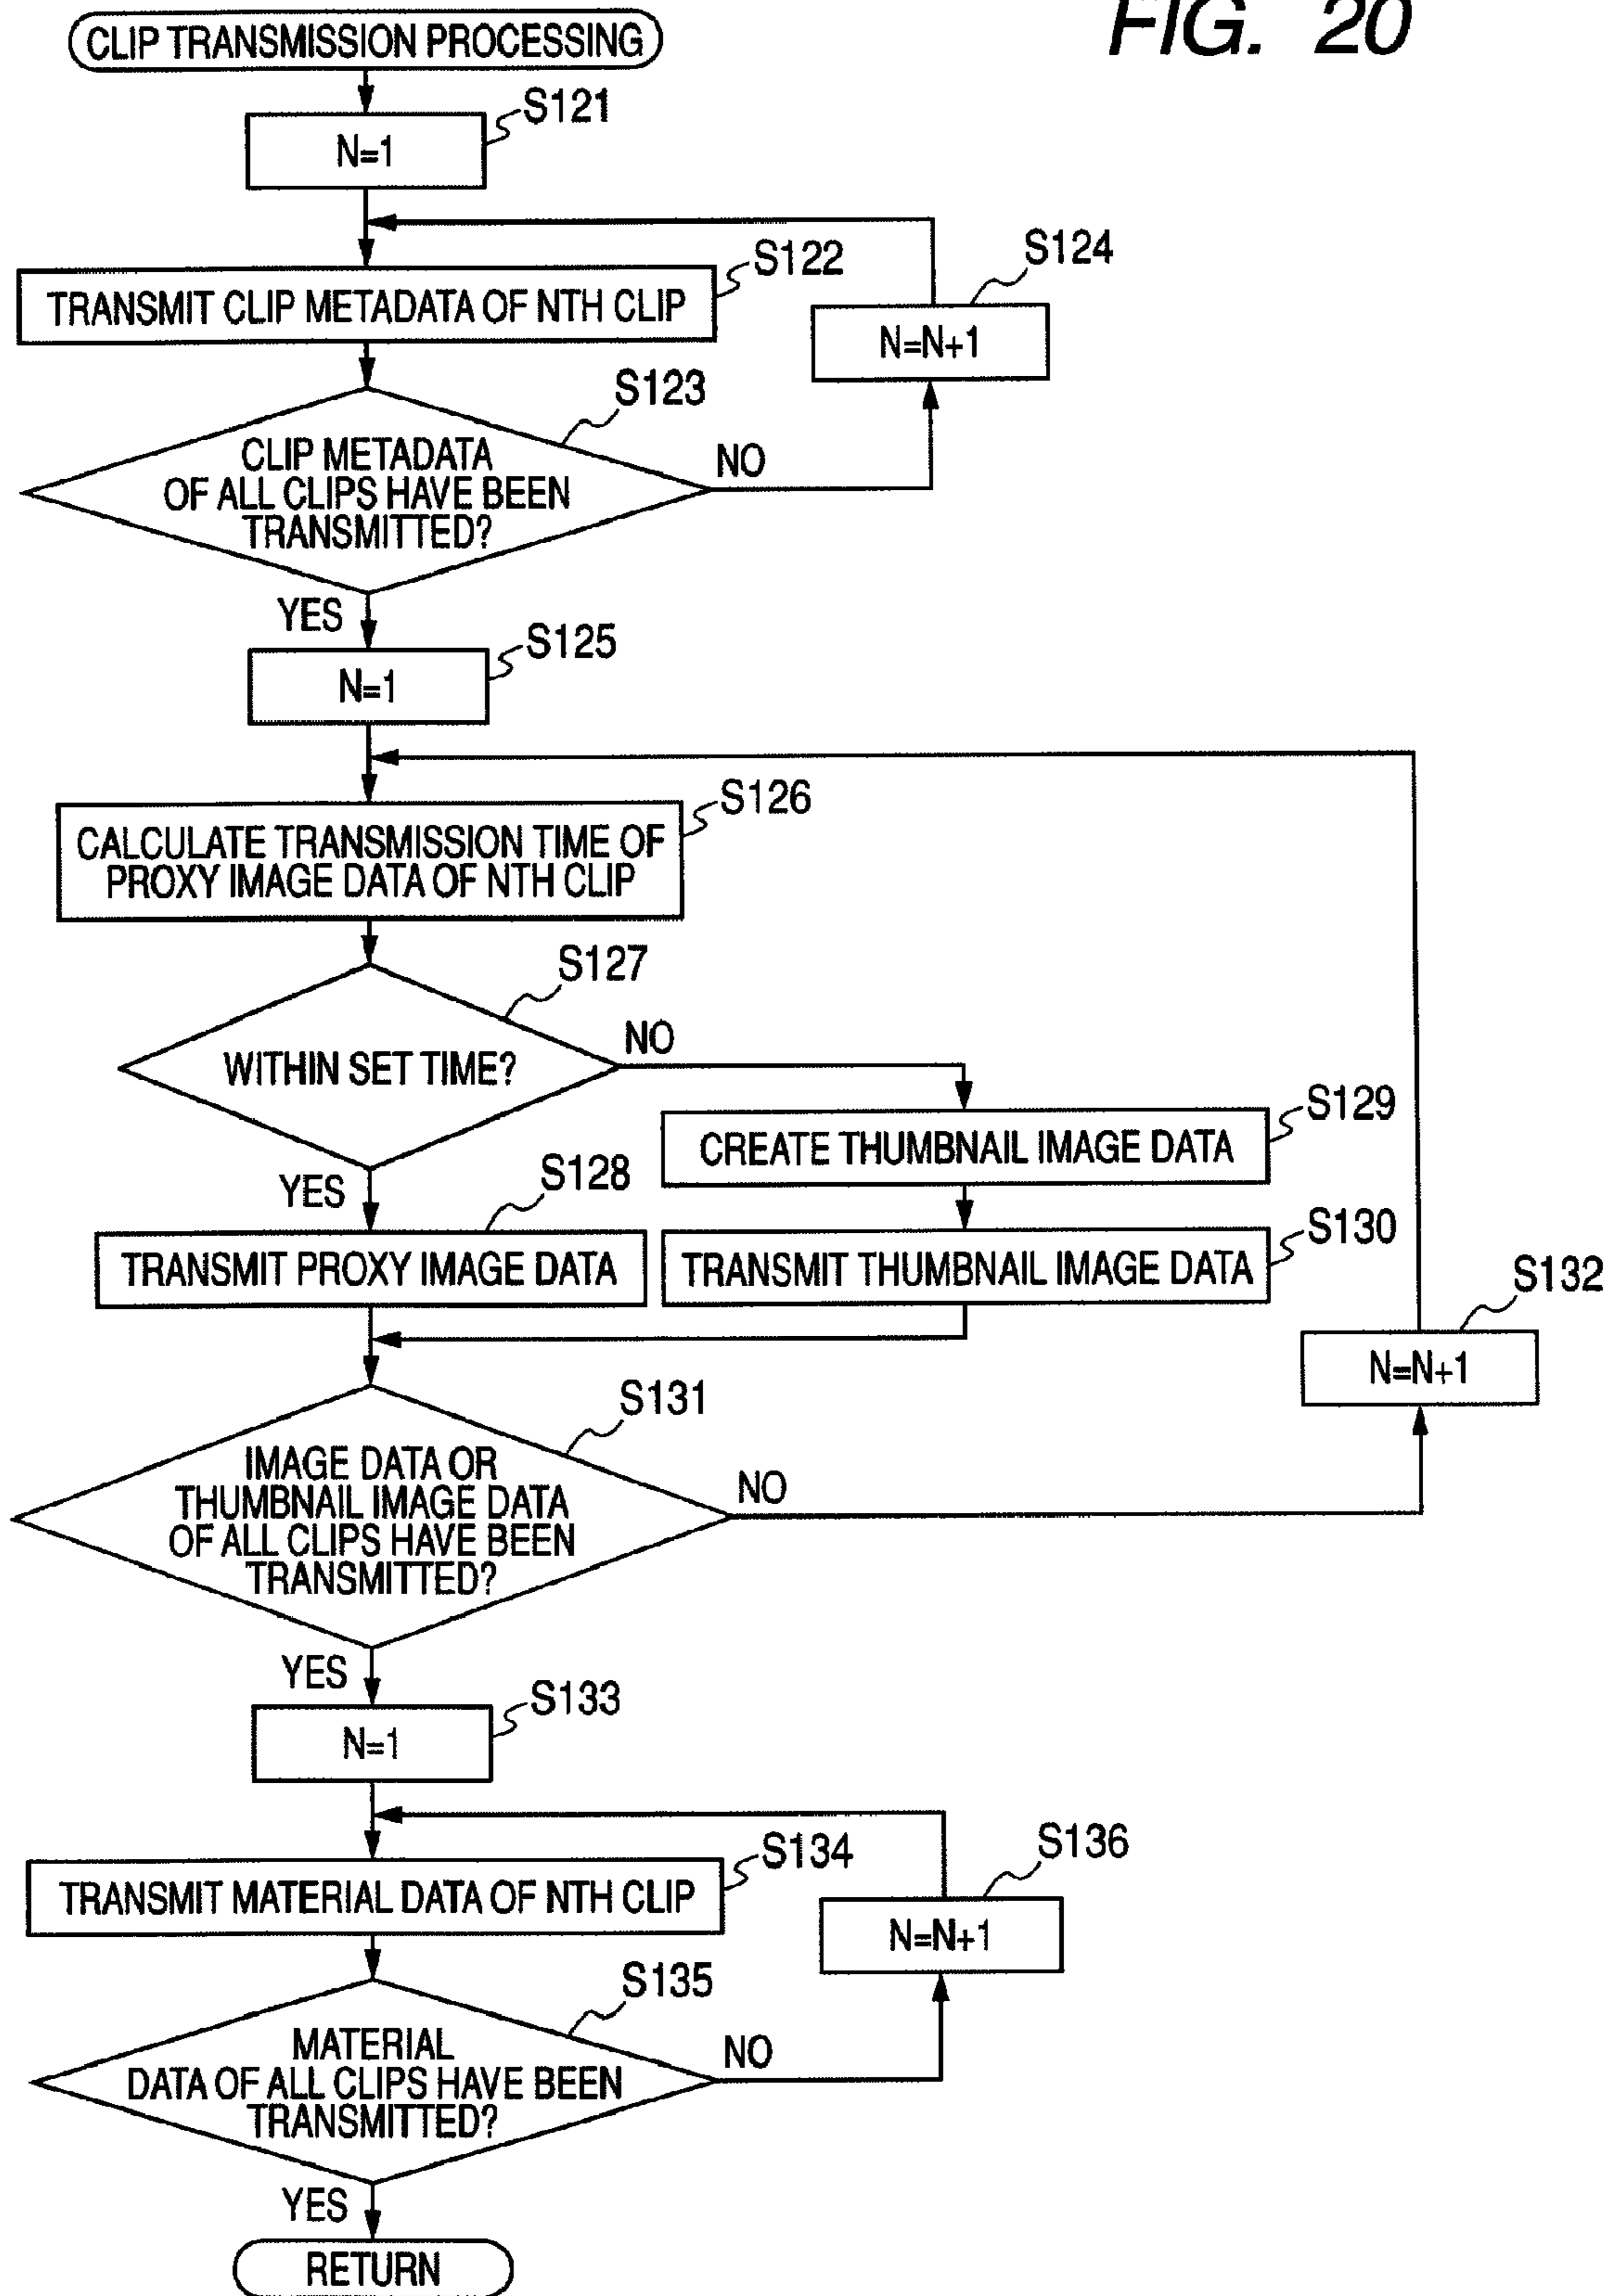 FIG. 20
CLIP TRANSMISSION PROCESSING
S121
N=1
S122
TRANSMIT CLIP METADATA OF NTH CLIP
S124
N=N+1
S123
CLIP METADATA
OF ALL CLIPS HAVE BEEN
TRANSMITTED?
NO
YES
S125
N=1
S126
CALCULATE TRANSMISSION TIME OF
PROXY IMAGE DATA OF NTH CLIP
S127
WITHIN SET TIME?
NO
S129
CREATE THUMBNAIL IMAGE DATA
YES
S128
TRANSMIT PROXY IMAGE DATA
S130
TRANSMIT THUMBNAIL IMAGE DATA
S132
N=N+1
S131
IMAGE DATA OR
THUMBNAIL IMAGE DATA
OF ALL CLIPS HAVE BEEN
TRANSMITTED?
NO
YES
S133
N=1
S134
TRANSMIT MATERIAL DATA OF NTH CLIP
S136
N=N+1
S135
MATERIAL
DATA OF ALL CLIPS HAVE BEEN
TRANSMITTED?
NO
YES
RETURN